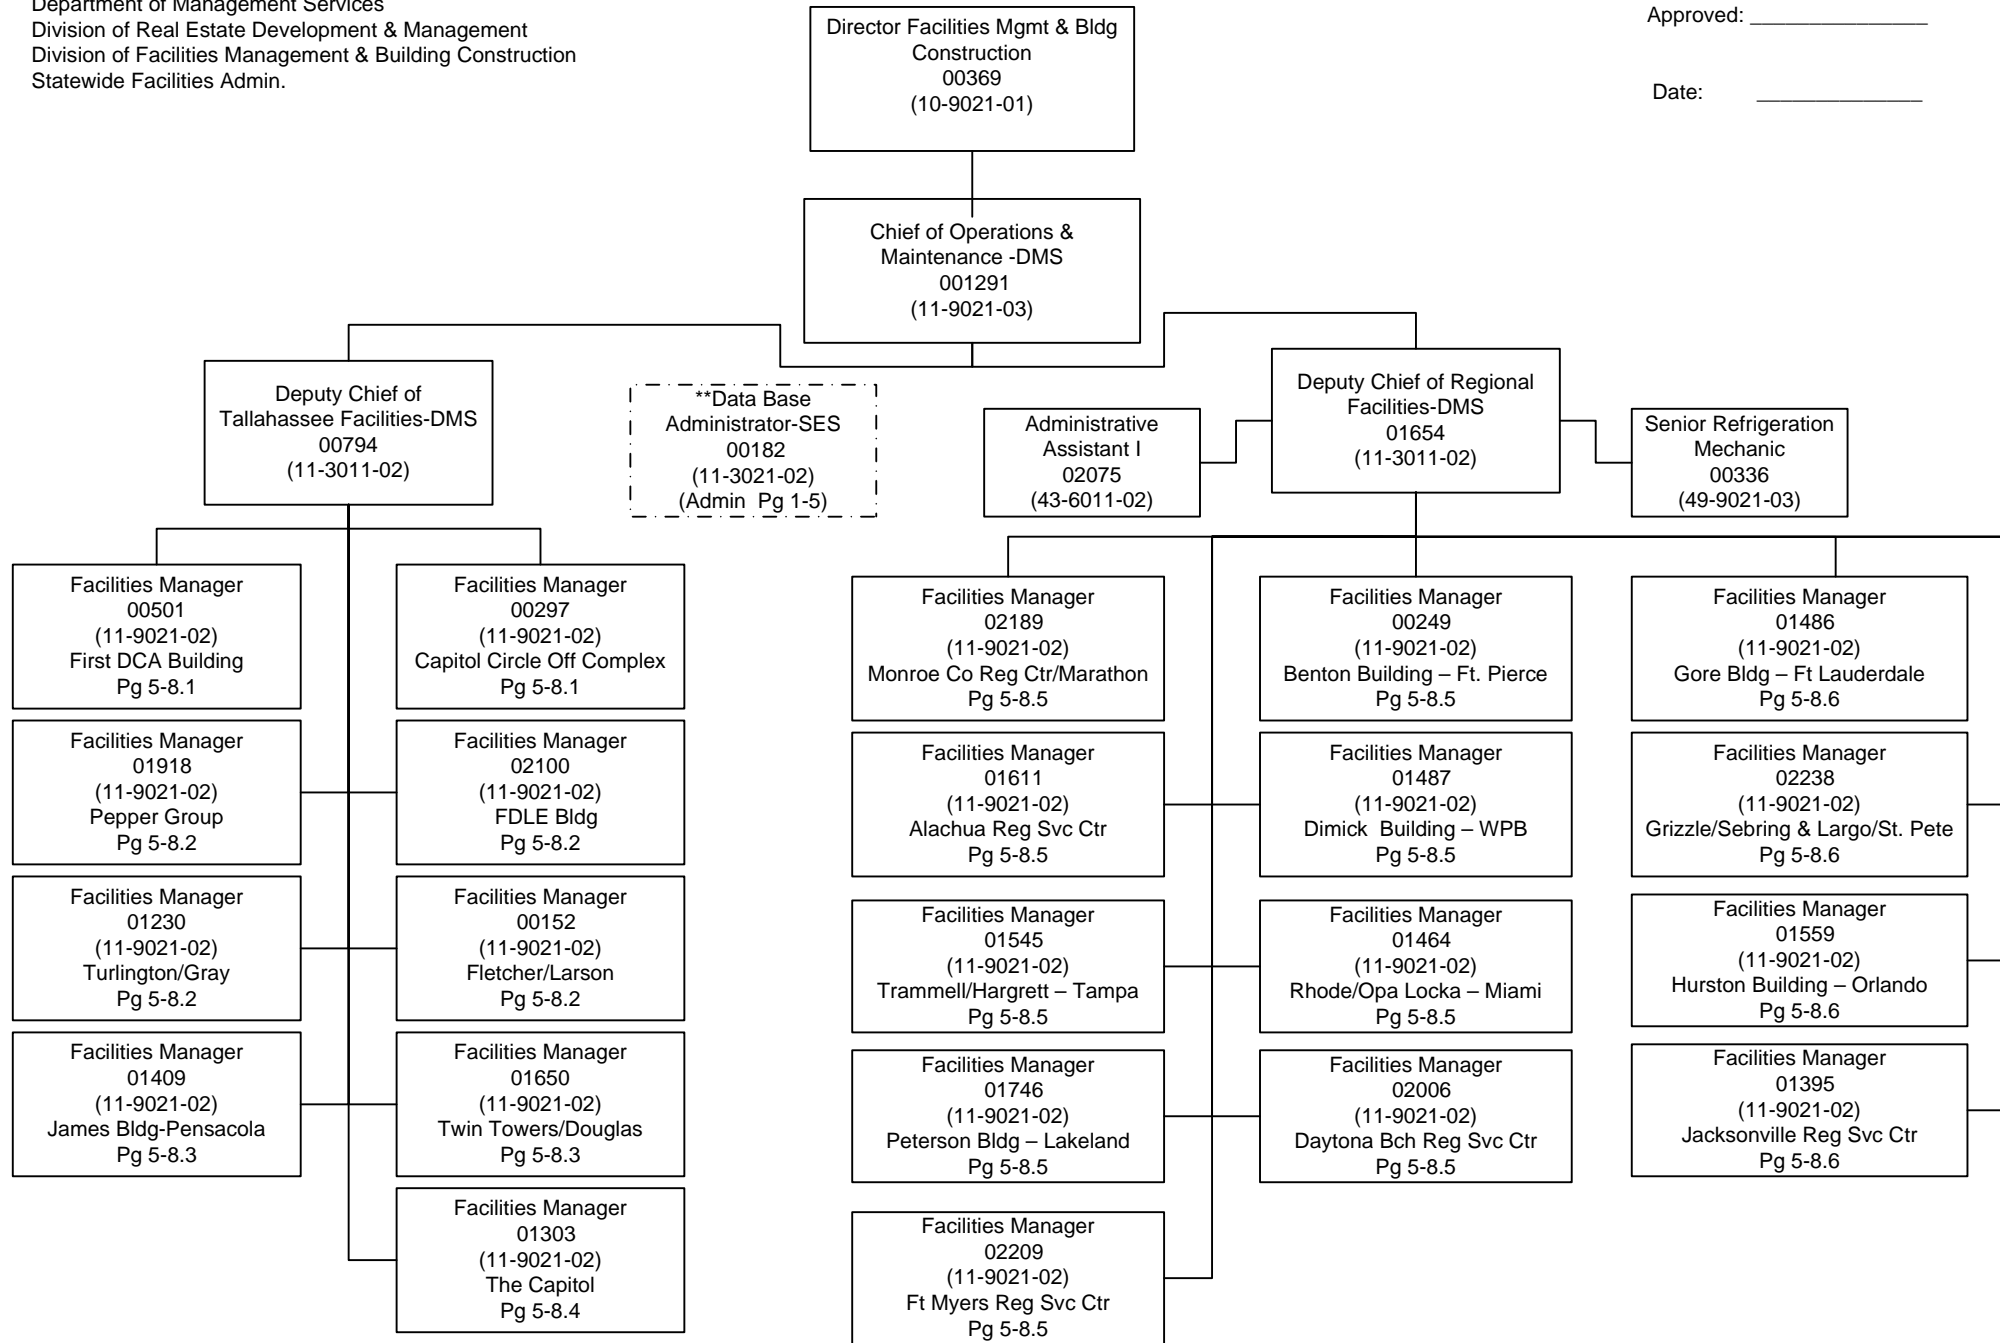 Department of Management Services
Division of Real Estate Development & Management
Division of Facilities Management & Building Construction
Statewide Facilities Admin.
Approved: _______________
Date: ______________
Director Facilities Mgmt & Bldg
Construction
00369
(10-9021-01)
Chief of Operations &
Maintenance -DMS
001291
(11-9021-03)
Deputy Chief of
Tallahassee Facilities-DMS
00794
(11-3011-02)
**Data Base
Administrator-SES
00182
(11-3021-02)
(Admin  Pg 1-5)
Administrative
Assistant I
02075
(43-6011-02)
Deputy Chief of Regional
Facilities-DMS
01654
(11-3011-02)
Senior Refrigeration
Mechanic
00336
(49-9021-03)
Facilities Manager
00501
(11-9021-02)
First DCA Building
Pg 5-8.1
Facilities Manager
00297
(11-9021-02)
Capitol Circle Off Complex
Pg 5-8.1
Facilities Manager
01918
(11-9021-02)
Pepper Group
Pg 5-8.2
Facilities Manager
02100
(11-9021-02)
FDLE Bldg
Pg 5-8.2
Facilities Manager
01230
(11-9021-02)
Turlington/Gray
Pg 5-8.2
Facilities Manager
00152
(11-9021-02)
Fletcher/Larson
Pg 5-8.2
Facilities Manager
01409
(11-9021-02)
James Bldg-Pensacola
Pg 5-8.3
Facilities Manager
01650
(11-9021-02)
Twin Towers/Douglas
Pg 5-8.3
Facilities Manager
01303
(11-9021-02)
The Capitol
Pg 5-8.4
Facilities Manager
02189
(11-9021-02)
Monroe Co Reg Ctr/Marathon
Pg 5-8.5
Facilities Manager
00249
(11-9021-02)
Benton Building – Ft. Pierce
Pg 5-8.5
Facilities Manager
01486
(11-9021-02)
Gore Bldg – Ft Lauderdale
Pg 5-8.6
Facilities Manager
01611
(11-9021-02)
Alachua Reg Svc Ctr
Pg 5-8.5
Facilities Manager
01487
(11-9021-02)
Dimick  Building – WPB
Pg 5-8.5
Facilities Manager
02238
(11-9021-02)
Grizzle/Sebring & Largo/St. Pete
Pg 5-8.6
Facilities Manager
01545
(11-9021-02)
Trammell/Hargrett – Tampa
Pg 5-8.5
Facilities Manager
01464
(11-9021-02)
Rhode/Opa Locka – Miami
Pg 5-8.5
Facilities Manager
01559
(11-9021-02)
Hurston Building – Orlando
Pg 5-8.6
Facilities Manager
01746
(11-9021-02)
Peterson Bldg – Lakeland
Pg 5-8.5
Facilities Manager
02006
(11-9021-02)
Daytona Bch Reg Svc Ctr
Pg 5-8.5
Facilities Manager
01395
(11-9021-02)
Jacksonville Reg Svc Ctr
Pg 5-8.6
Facilities Manager
02209
(11-9021-02)
Ft Myers Reg Svc Ctr
Pg 5-8.5